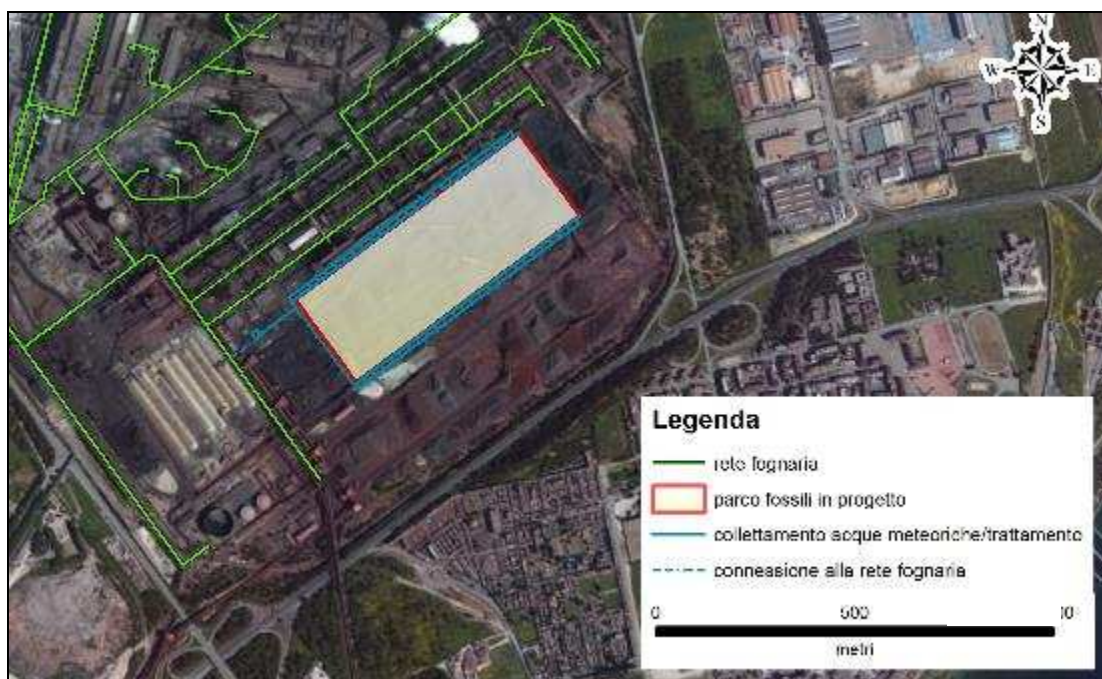 N
W E
S
Legenda
rete fognaria
parco fossili in progetto
collettamento acque meteoriche/trattamento
connessione alla rete fognaria
0 500
metri